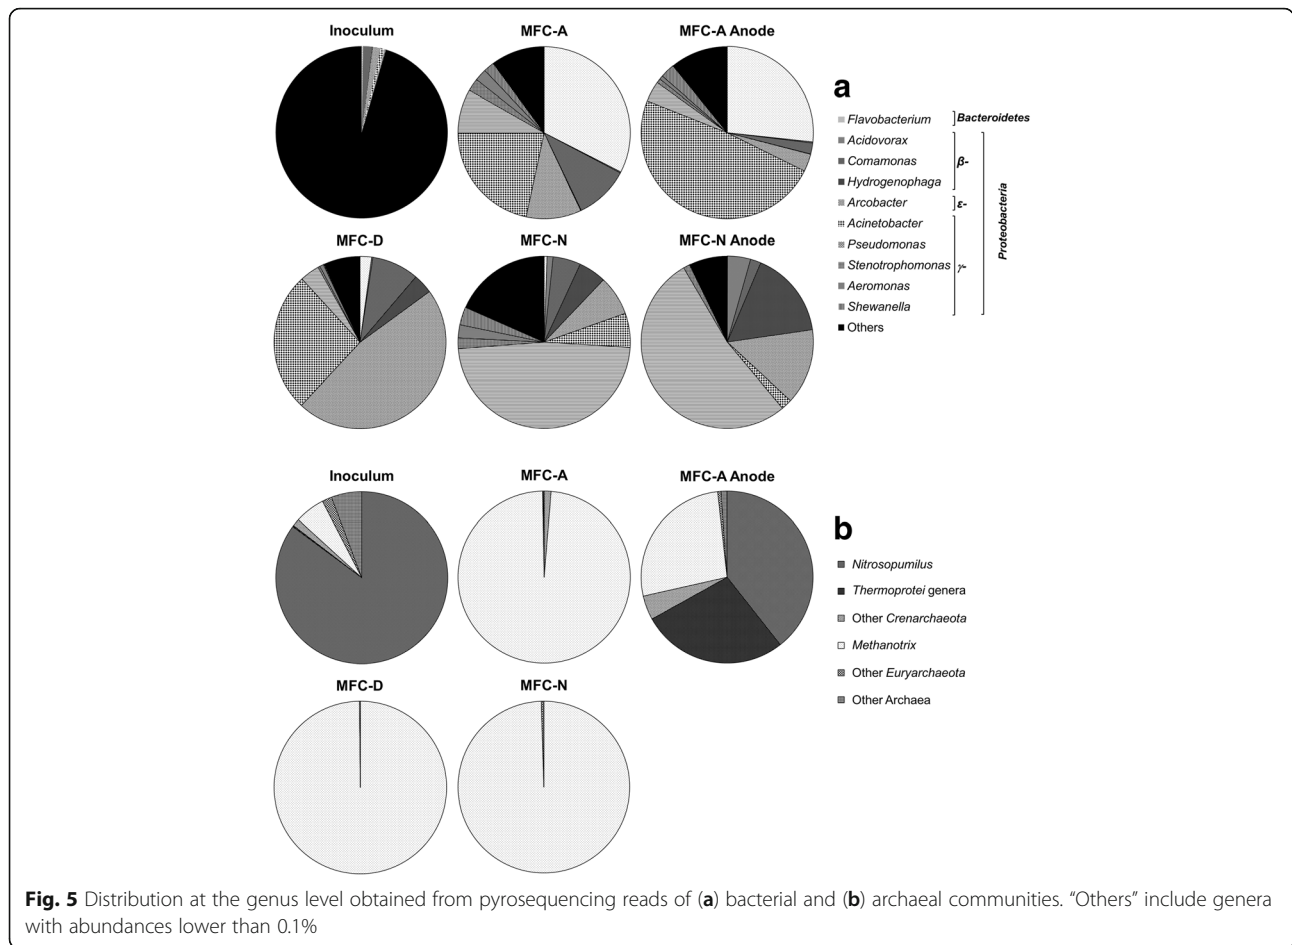 Inoculum
MFC-A
MFC-A Anode
MFC-D
MFC-N
MFC-N Anode
a
Flavobacterium
Acidovorax
Comamonas
Hydrogenophaga
Arcobacter
Acinetobacter
Pseudomonas
Stenotrophomonas
Aeromonas
Shewanella
Others
Bacteroidetes
β-
ε-
γ-
Proteobacteria
Inoculum
MFC-A
MFC-A Anode
MFC-D
MFC-N
b
Nitrosopumilus
Thermoprotei genera
Other Crenarchaeota
Methanotrix
Other Euryarchaeota
Other Archaea
Fig. 5 Distribution at the genus level obtained from pyrosequencing reads of (a) bacterial and (b) archaeal communities. “Others” include genera
with abundances lower than 0.1%